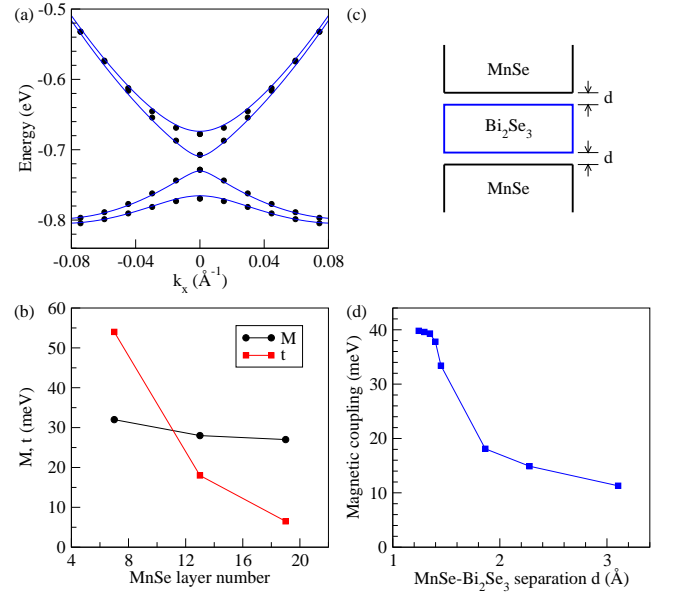 (a)
-0.5
-0.6
-0.7
-0.8
Energy (eV)
-0.08
-0.04
0
0.04
0.08
k_x (Å^-1)
(c)
MnSe
d
Bi_2Se_3
d
MnSe
(b)
60
50
40
30
20
10
0
M, t (meV)
M
t
4
8
12
16
20
24
MnSe layer number
(d)
40
30
20
10
0
Magnetic coupling (meV)
1
2
3
MnSe-Bi_2Se_3 separation d (Å)